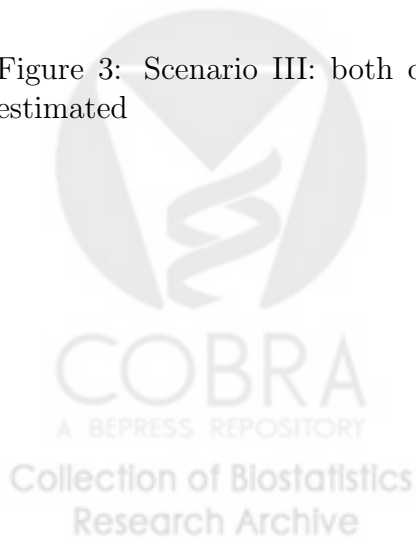 Figure 3: Scenario III: both
estimated
COBRA
A BEPRESS REPOSITORY
Collection of Biostatistics
Research Archive